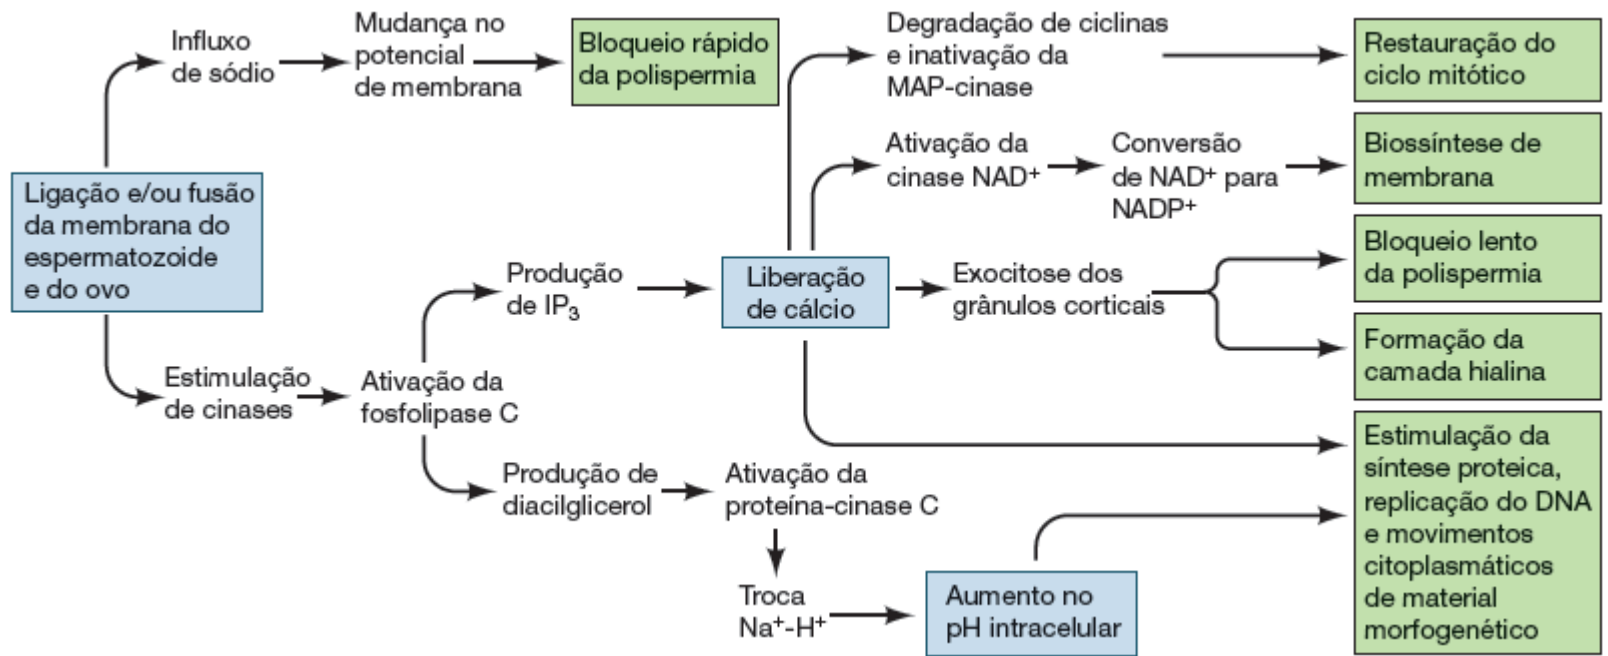 Influxo
de sódio
Mudança no
potencial
de membrana
Bloqueio rápido
da polispermia
Degradação de ciclinas
e inativação da
MAP-cinase
Restauração do
ciclo mitótico
Ligação e/ou fusão
da membrana do
espermatozoide
e do ovo
Ativação da
cinase NAD⁺
Conversão
de NAD⁺ para
NADP⁺
Biossíntese de
membrana
Produção
de IP₃
Liberação
de cálcio
Exocitose dos
grânulos corticais
Bloqueio lento
da polispermia
Formação da
camada hialina
Estimulação
de cinases
Ativação da
fosfolipase C
Produção de
diacilglicerol
Ativação da
proteína-cinase C
Troca
Na⁺-H⁺
Aumento no
pH intracelular
Estimulação da
síntese proteica,
replicação do DNA
e movimentos
citoplasmáticos
de material
morfogenético